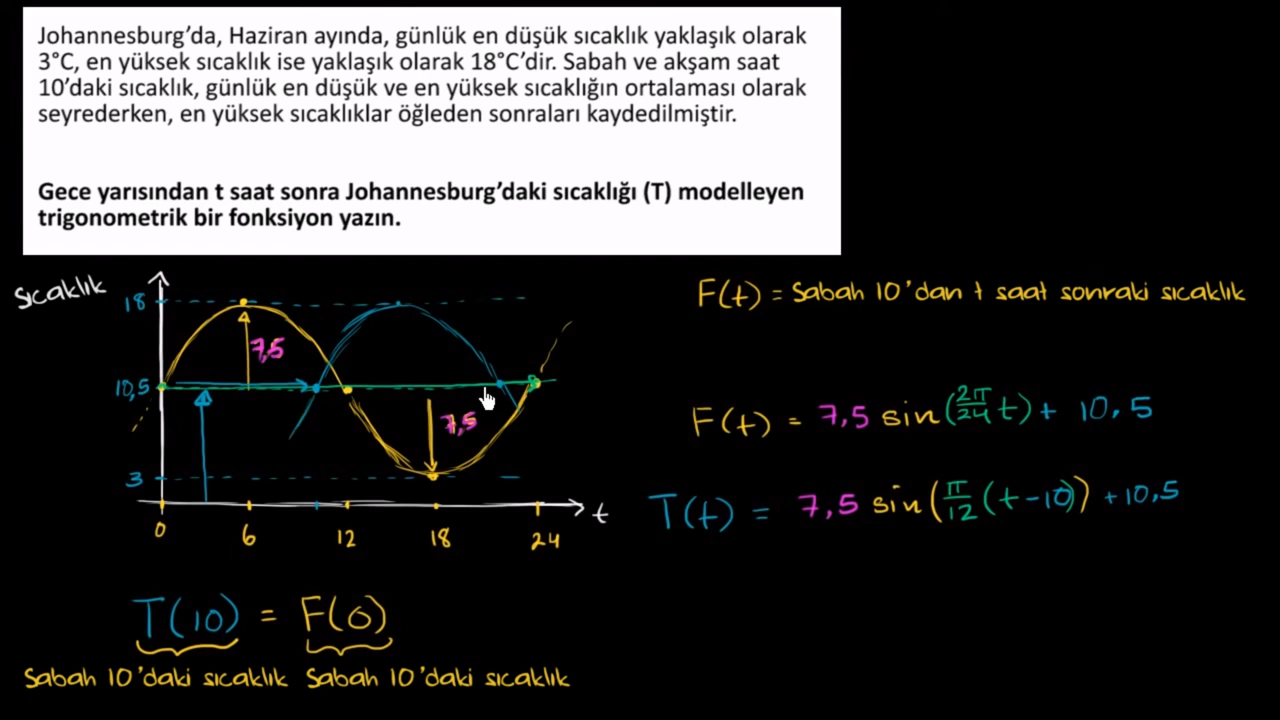 Johannesburg'da, Haziran ayında, günlük en düşük sıcaklık yaklaşık olarak
3°C, en yüksek sıcaklık ise yaklaşık olarak 18°C'dir. Sabah ve akşam saat
10'daki sıcaklık, günlük en düşük ve en yüksek sıcaklığın ortalaması olarak
seyrederken, en yüksek sıcaklıklar öğleden sonraları kaydedilmiştir.
Gece yarısından t saat sonra Johannesburg'daki sıcaklığı (T) modelleyen
trigonometrik bir fonksiyon yazın.
sıcaklık
18
7,5
10,5
7,5
3
t
0 6 12 18 24
F(t) = Sabah 10'dan t saat sonraki sıcaklık
F(t) = 7,5 sin(2π/24 t) + 10.5
T(t) = 7,5 sin(π/12 (t-10)) +10,5
T(10) = F(0)
Sabah 10'daki sıcaklık Sabah 10'daki sıcaklık